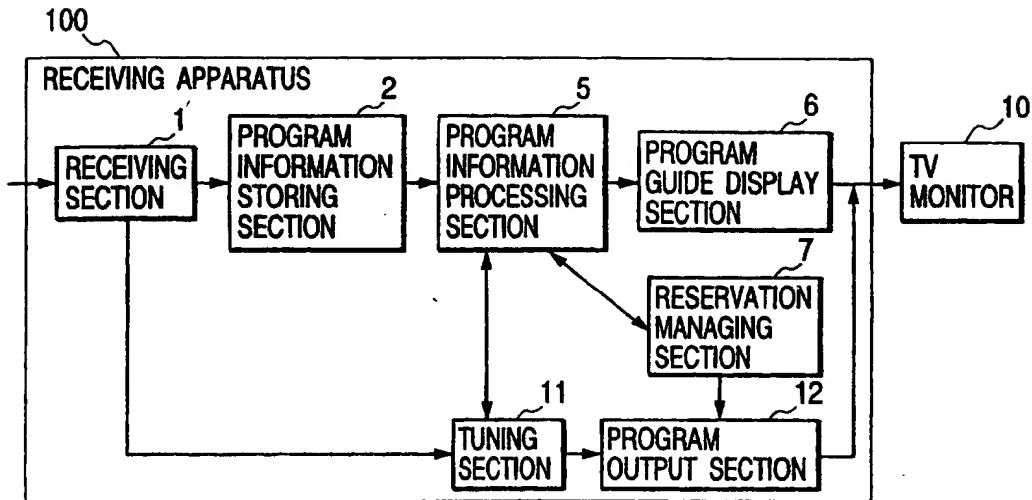 100
RECEIVING APPARATUS
1
RECEIVING
SECTION
2
PROGRAM
INFORMATION
STORING
SECTION
5
PROGRAM
INFORMATION
PROCESSING
SECTION
6
PROGRAM
GUIDE DISPLAY
SECTION
10
TV
MONITOR
7
RESERVATION
MANAGING
SECTION
11
TUNING
SECTION
12
PROGRAM
OUTPUT SECTION